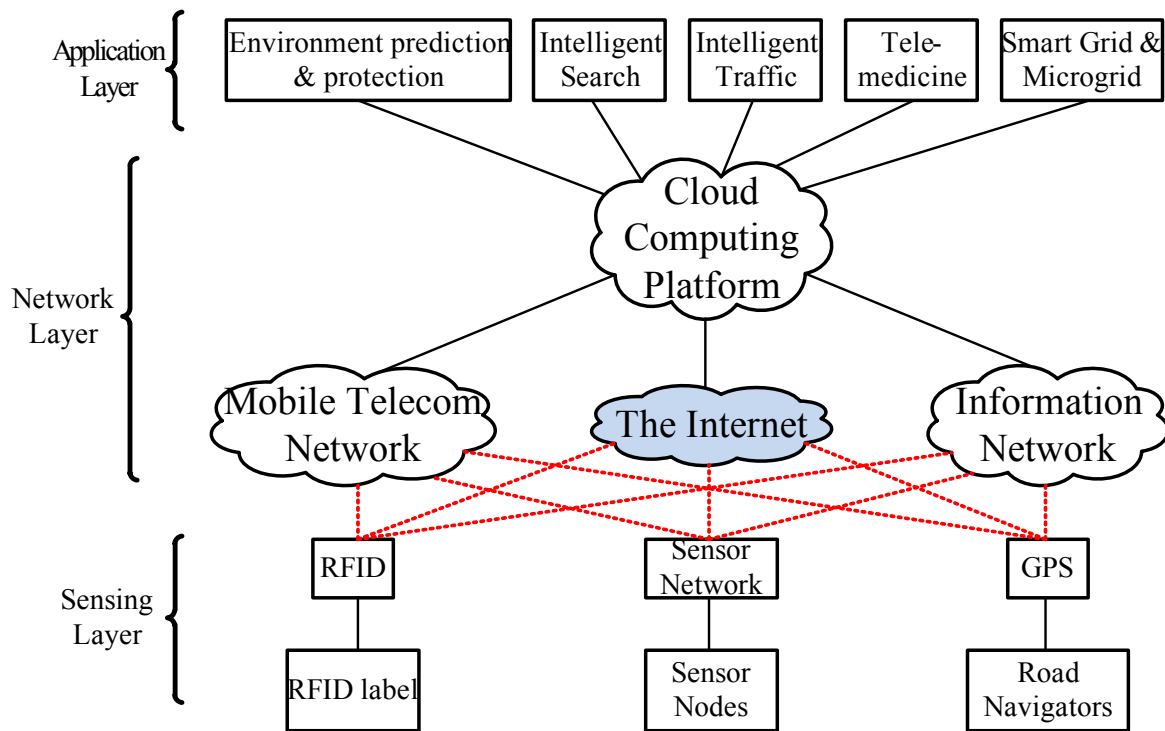 Application
Layer
Environment prediction
& protection
Intelligent
Search
Intelligent
Traffic
Tele-
medicine
Smart Grid &
Microgrid
Network
Layer
Cloud
Computing
Platform
Mobile Telecom
Network
The Internet
Information
Network
Sensing
Layer
RFID
Sensor
Network
GPS
RFID label
Sensor
Nodes
Road
Navigators